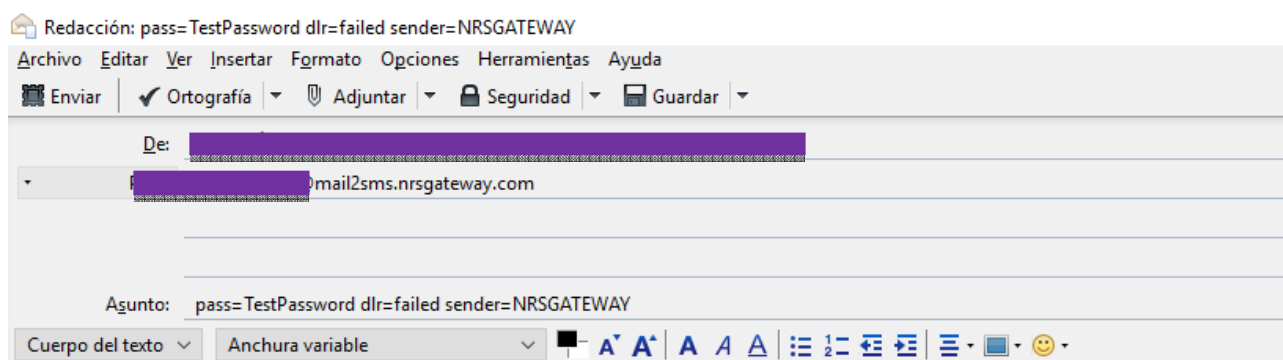 Redacción: pass=TestPassword dlr=failed sender=NRSGATEWAY
Archivo Editar Ver Insertar Formato Opciones Herramientas Ayuda
Enviar Ortografía Adjuntar Seguridad Guardar
De:
@mail2sms.nrsgateway.com
Asunto: pass=TestPassword dlr=failed sender=NRSGATEWAY
Cuerpo del texto Anchura variable